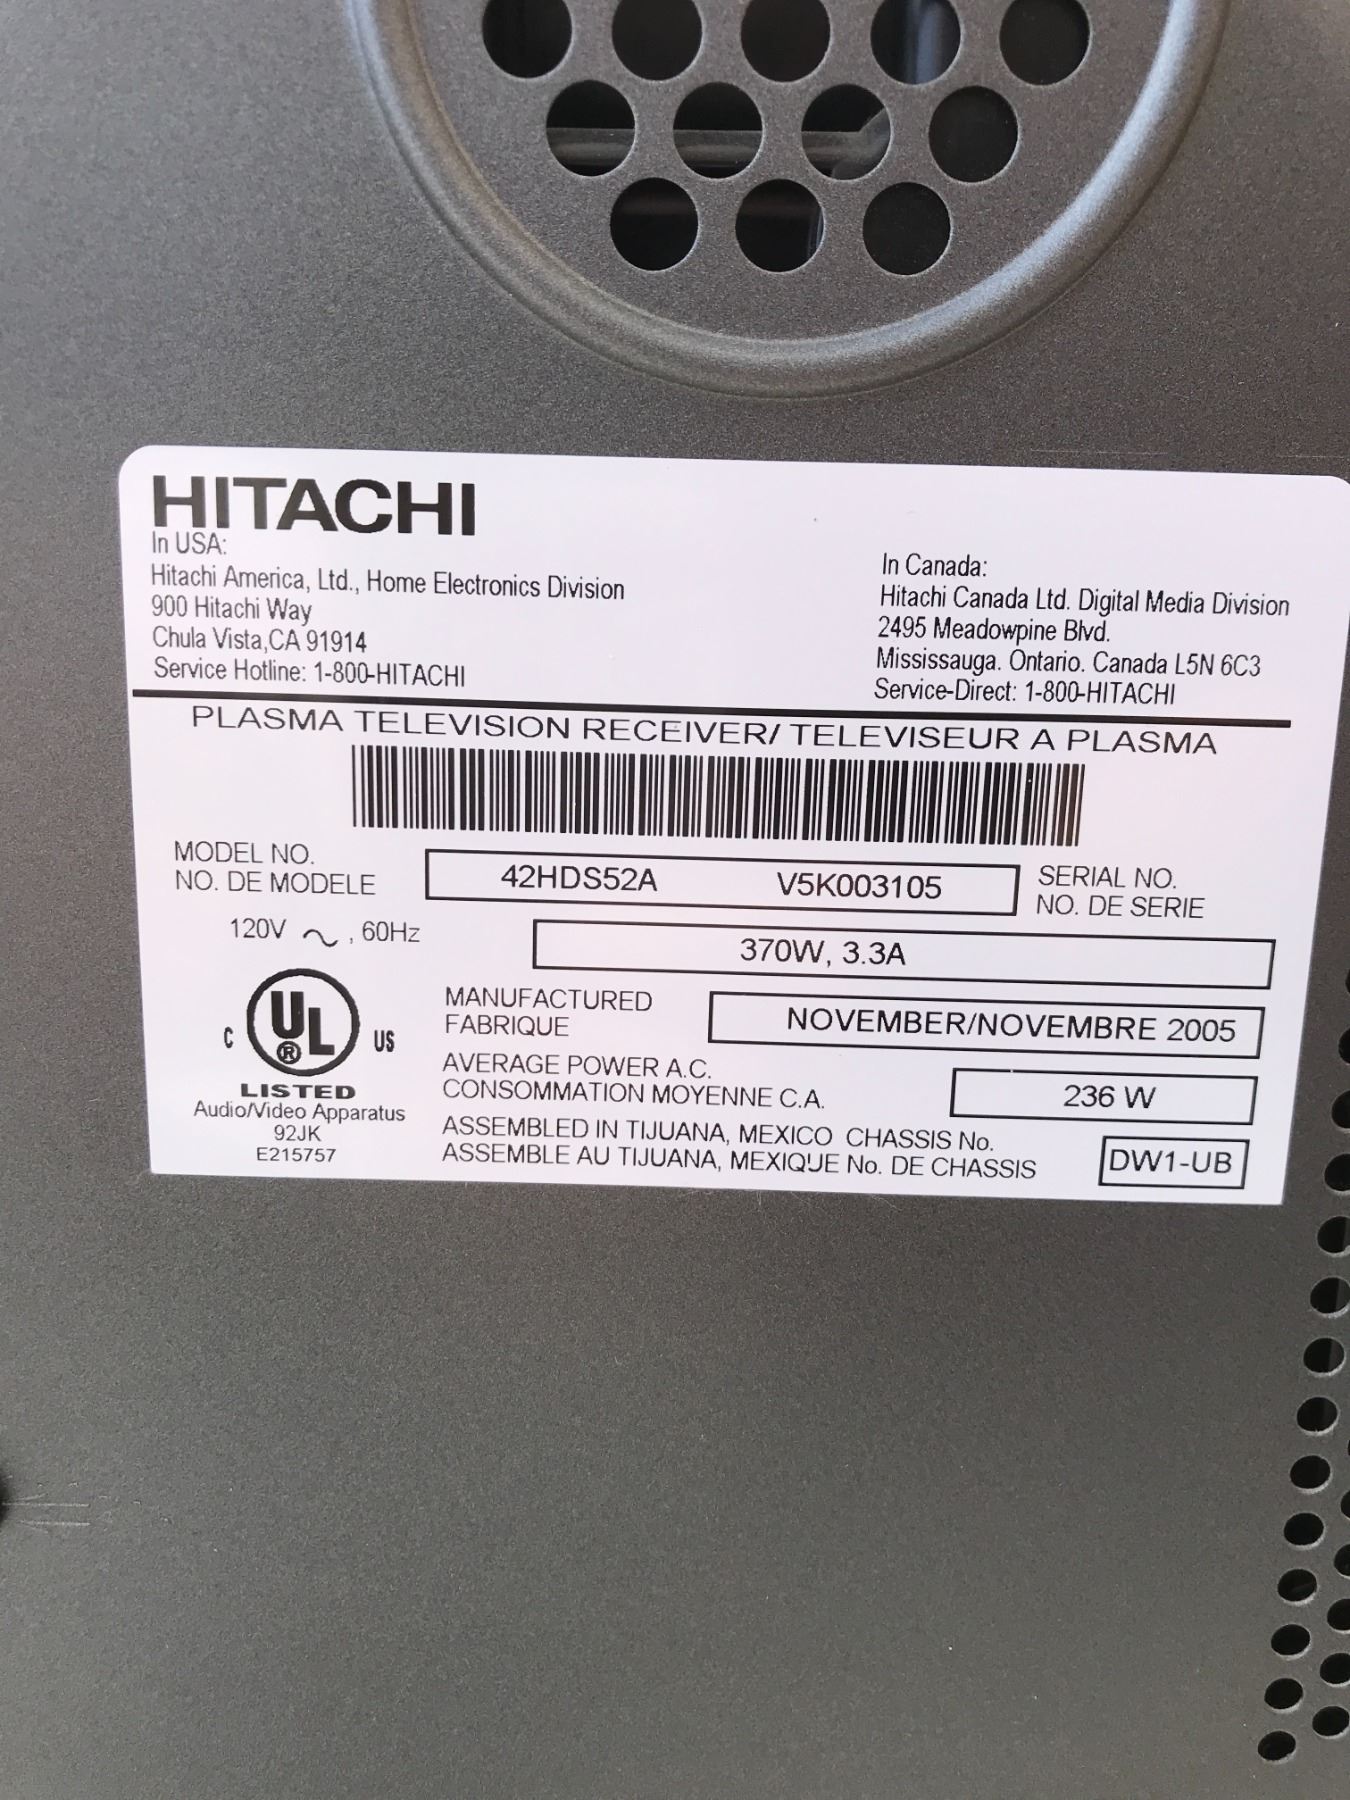 HITACHI
In USA:
Hitachi America, Ltd., Home Electronics Division
900 Hitachi Way
Chula Vista,CA 91914
Service Hotline: 1-800-HITACHI
In Canada:
Hitachi Canada Ltd. Digital Media Division
2495 Meadowpine Blvd.
Mississauga. Ontario. Canada L5N 6C3
Service-Direct: 1-800-HITACHI
PLASMA TELEVISION RECEIVER/ TELEVISEUR A PLASMA
MODEL NO.
NO. DE MODELE
42HDS52A V5K003105
SERIAL NO.
NO. DE SERIE
120V ~ , 60Hz
370W, 3.3A
C UL ® US
LISTED
Audio/Video Apparatus
92JK
E215757
MANUFACTURED
FABRIQUE
NOVEMBER/NOVEMBRE 2005
AVERAGE POWER A.C.
CONSOMMATION MOYENNE C.A.
236 W
ASSEMBLED IN TIJUANA, MEXICO CHASSIS No.
ASSEMBLE AU TIJUANA, MEXIQUE No. DE CHASSIS
DW1-UB